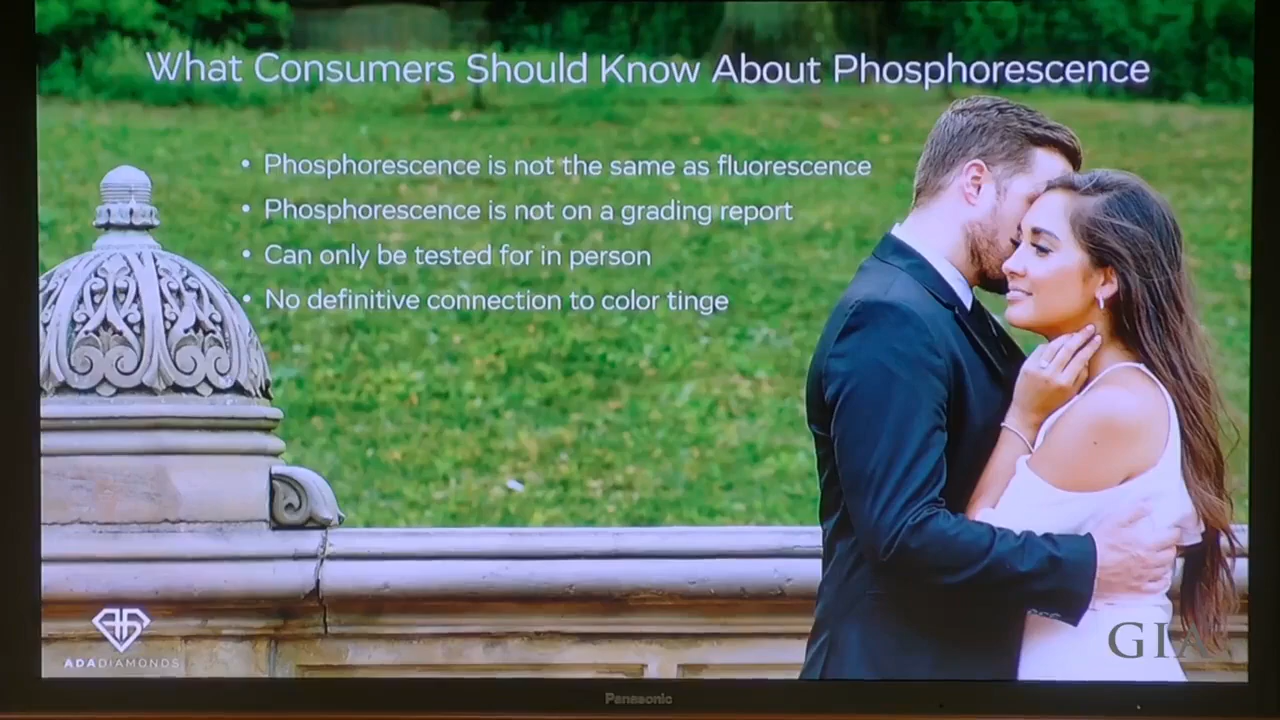 What Consumers Should Know About Phosphorescence
• Phosphorescence is not the same as fluorescence
• Phosphorescence is not on a grading report
• Can only be tested for in person
• No definitive connection to color tinge
ADADIAMONDS
GIA
Panasonic